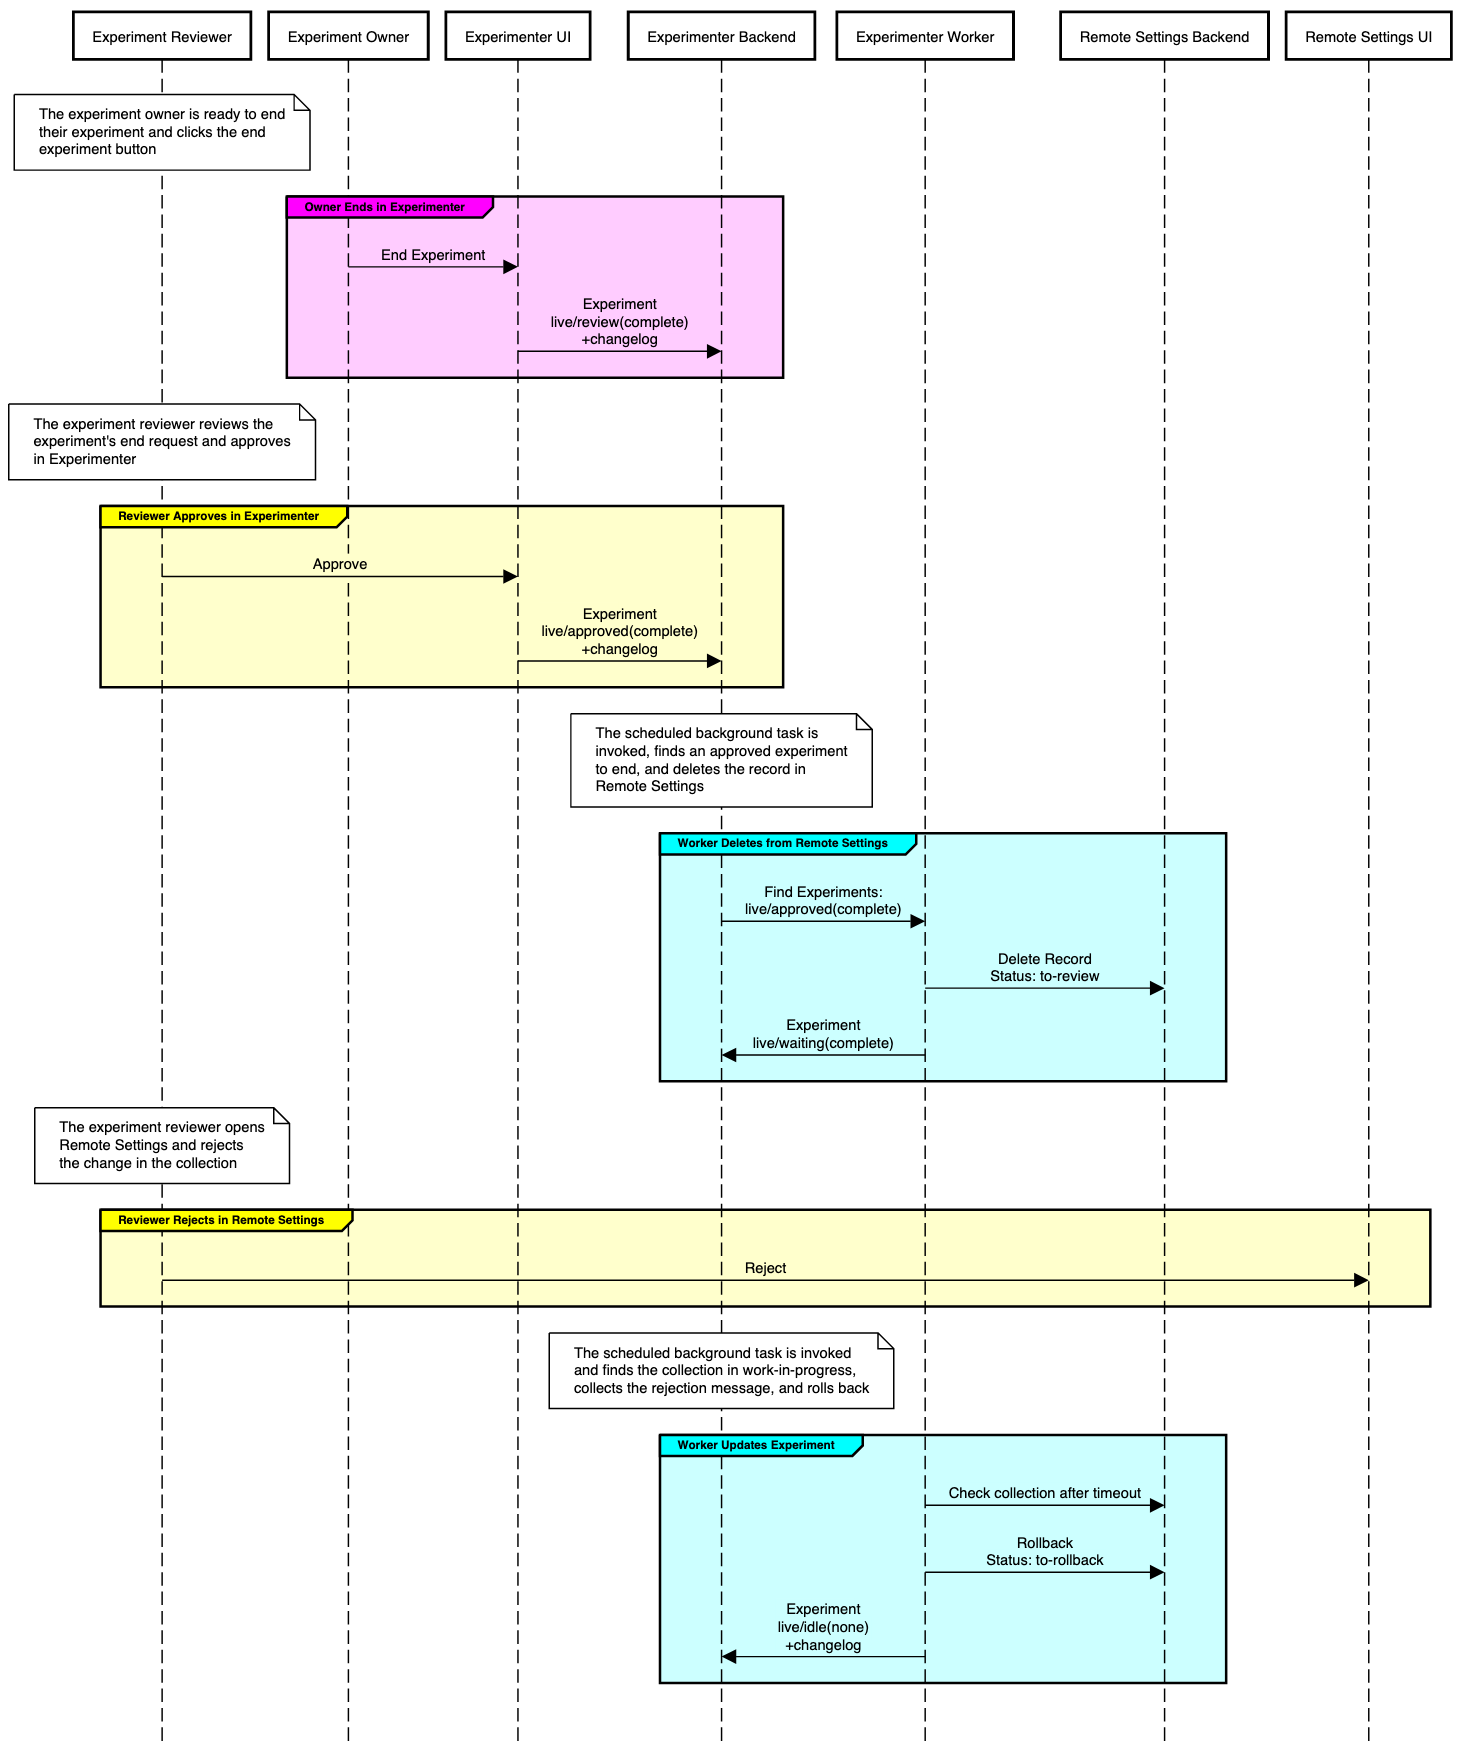 Experiment Reviewer
Experiment Owner
Experimenter UI
Experimenter Backend
Experimenter Worker
Remote Settings Backend
Remote Settings UI
The experiment owner is ready to end
their experiment and clicks the end
experiment button
Owner Ends in Experimenter
End Experiment
Experiment
live/review(complete)
+changelog
The experiment reviewer reviews the
experiment's end request and approves
in Experimenter
Reviewer Approves in Experimenter
Approve
Experiment
live/approved(complete)
+changelog
The scheduled background task is
invoked, finds an approved experiment
to end, and deletes the record in
Remote Settings
Worker Deletes from Remote Settings
Find Experiments:
live/approved(complete)
Delete Record
Status: to-review
Experiment
live/waiting(complete)
The experiment reviewer opens
Remote Settings and rejects
the change in the collection
Reviewer Rejects in Remote Settings
Reject
The scheduled background task is invoked
and finds the collection in work-in-progress,
collects the rejection message, and rolls back
Worker Updates Experiment
Check collection after timeout
Rollback
Status: to-rollback
Experiment
live/idle(none)
+changelog